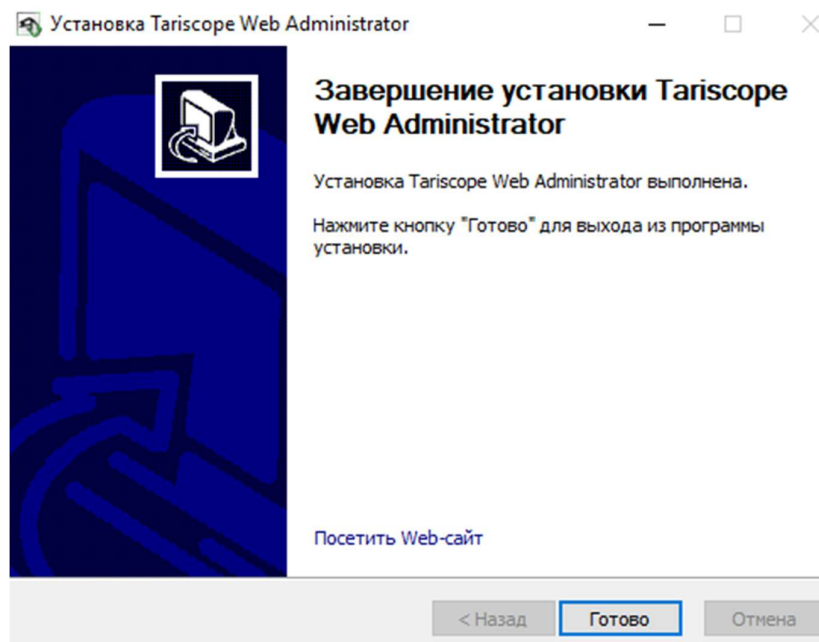 Установка Tariscope Web Administrator
Завершение установки Tariscope
Web Administrator
Установка Tariscope Web Administrator выполнена.
Нажмите кнопку "Готово" для выхода из программы
установки.
Посетить Web-сайт
< Назад
Готово
Отмена